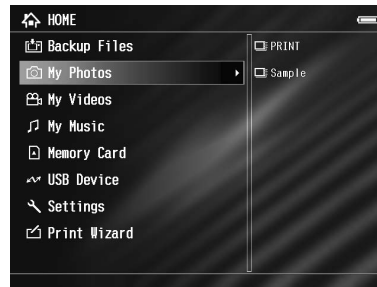 HOME
Backup Files
My Photos
My Videos
My Music
Memory Card
USB Device
Settings
Print Wizard
PRINT
Sample